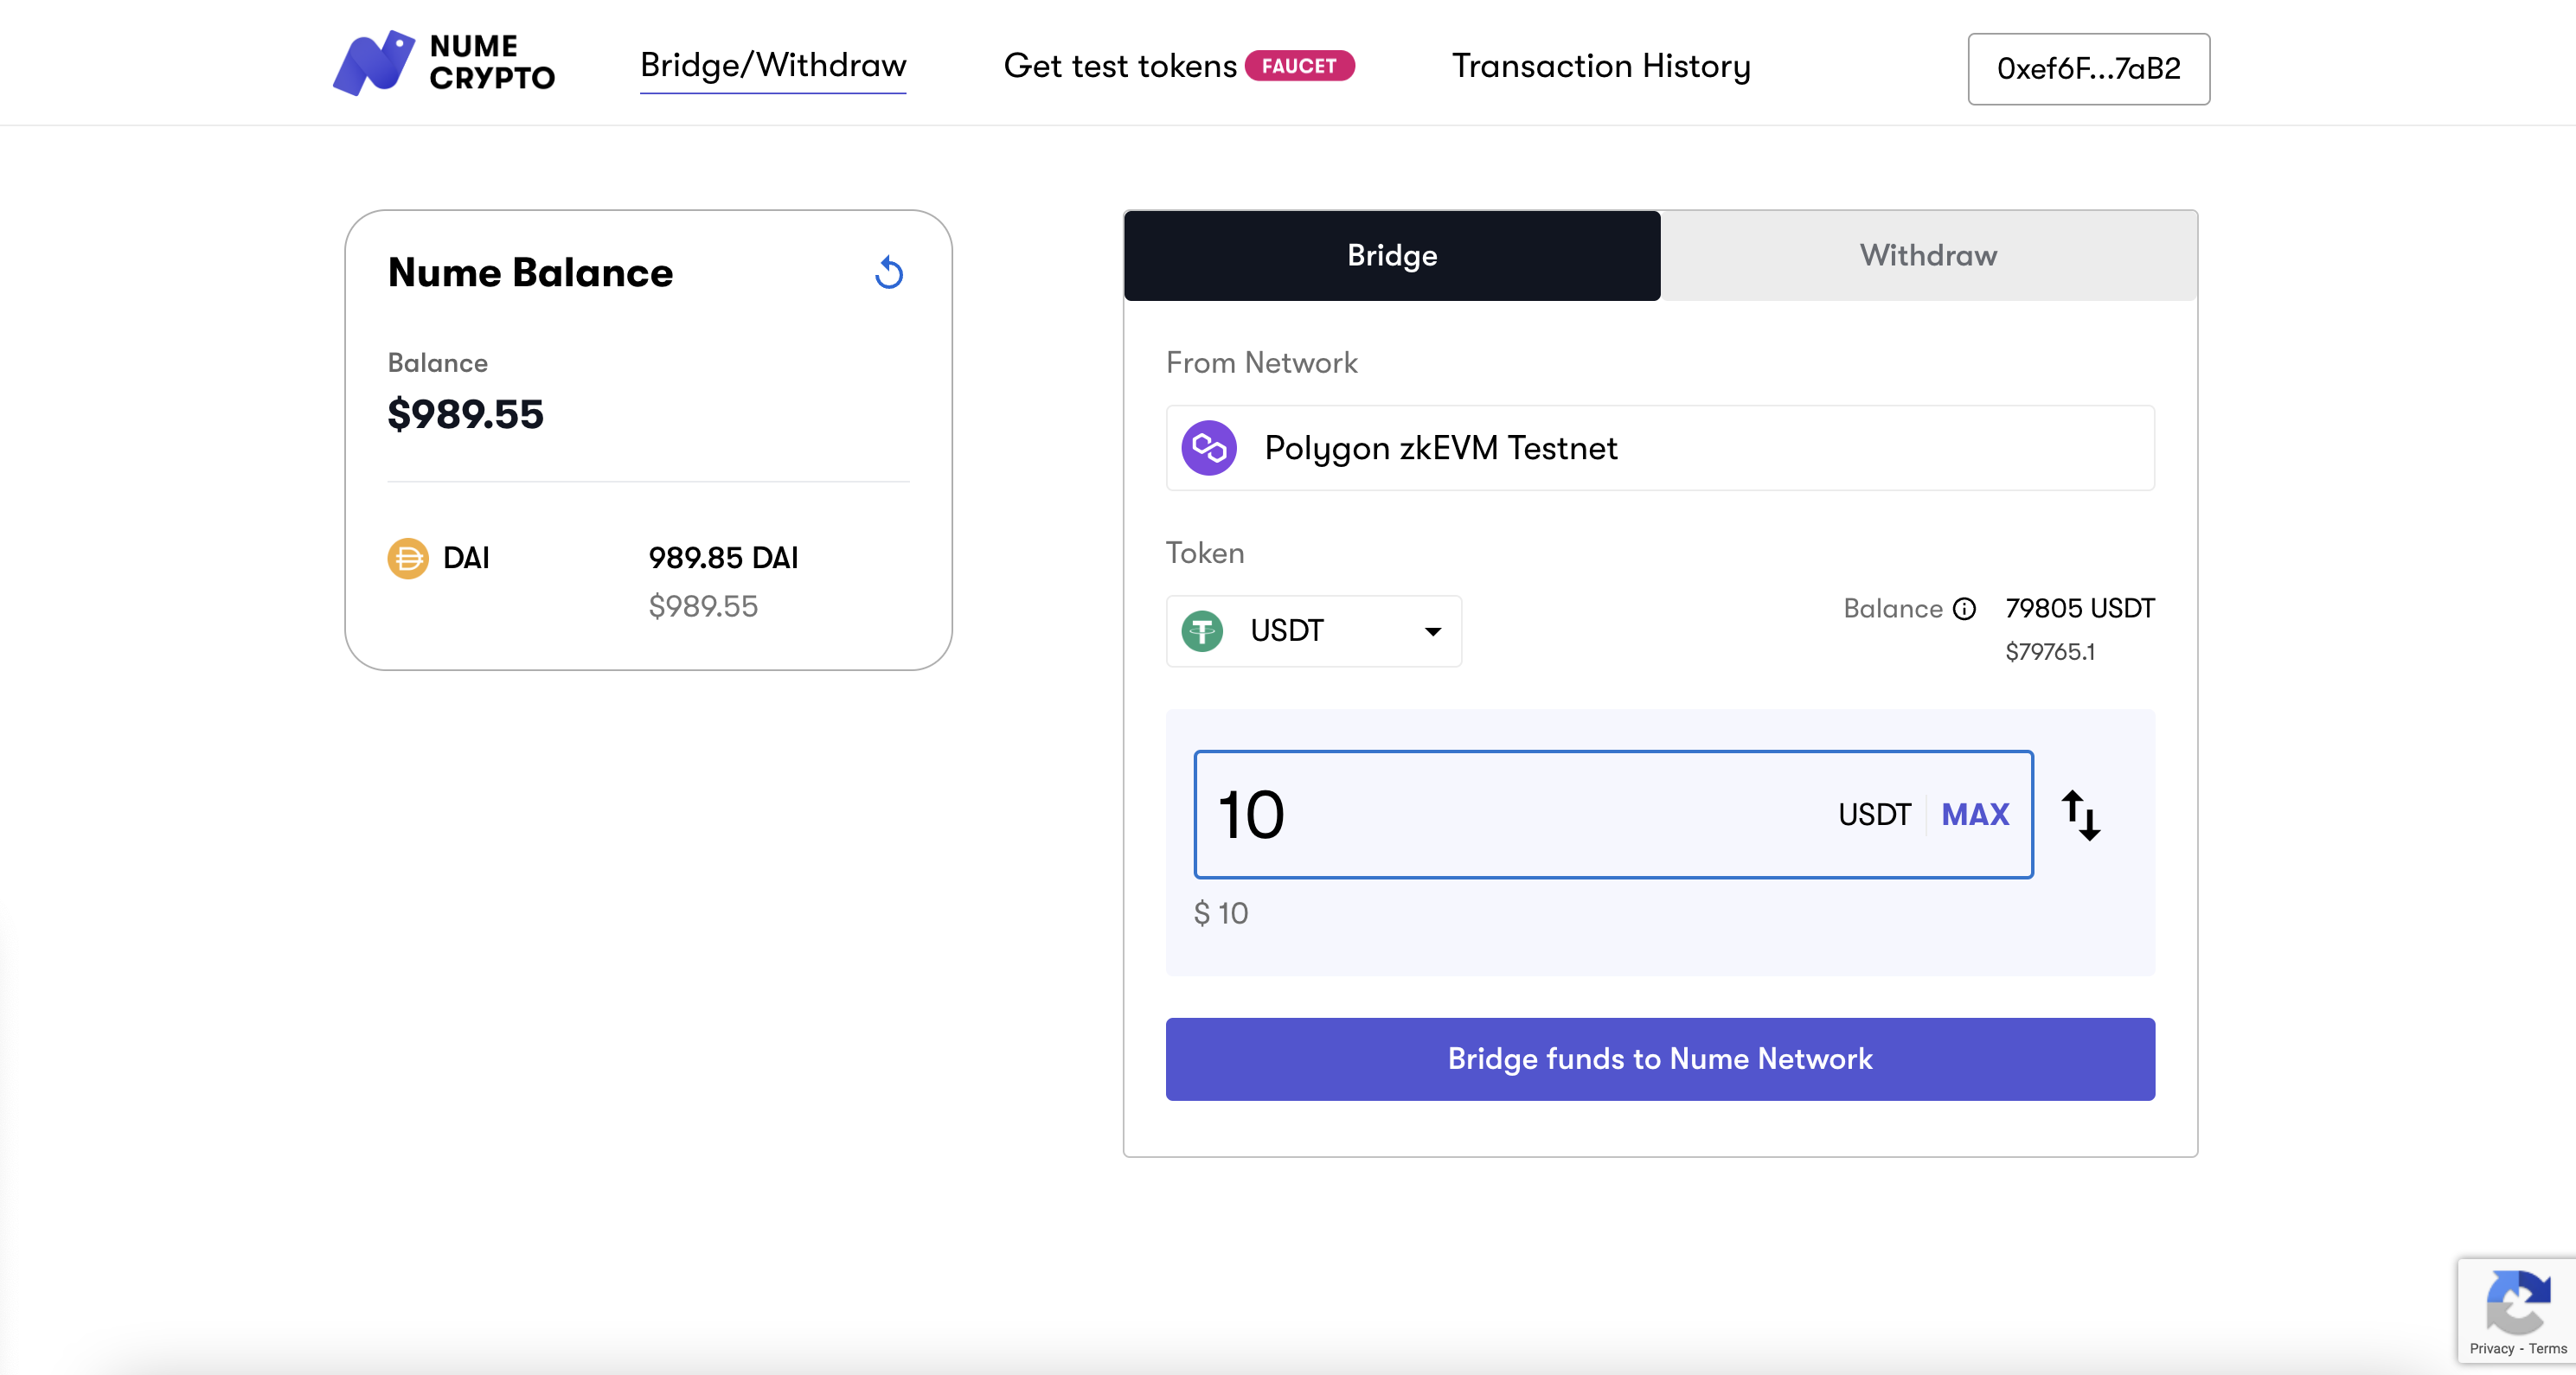 NUME
CRYPTO
Bridge/Withdraw
Get test tokens FAUCET
Transaction History
0xef6F...7aB2
Nume Balance
Balance
$989.55
DAI 989.85 DAI
$989.55
Bridge
Withdraw
From Network
Polygon zkEVM Testnet
Token
USDT
Balance 79805 USDT
$79765.1
10 USDT MAX
$ 10
Bridge funds to Nume Network
Privacy - Terms